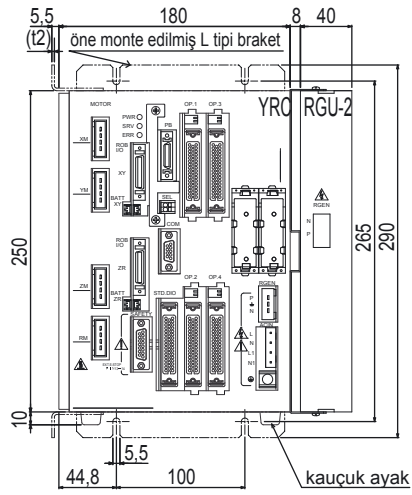 5,5 180 8 40
(t2) öne monte edilmiş L tipi braket
YRC RGU-2
MOTOR
PWR
SRV
ERR
OP.1 OP.3
PB
XM
ROB
I/O
XY
YM
BATT
XY
SEL
COM
RGEN
N
P
ROB
I/O
ZR
ZM
BATT
ZR
OP.2 OP.4
STD.DIO
SAFETY
RGEN
P
N
RM
ACIN
L
N
L1
N1
250
265
290
10
5,5
44,8 100
kauçuk ayak